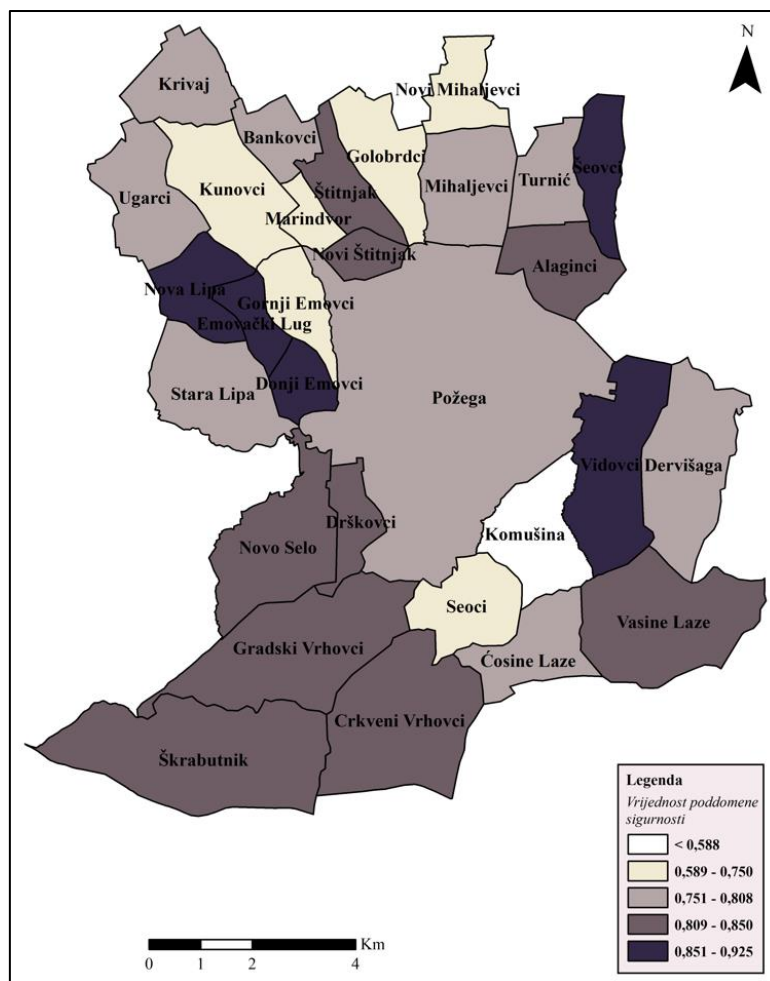 N
Krivaj
Novi Mihaljevci
Bankovci
Golobrdci
Šeovci
Ugarci
Kunovci
Štitnjak
Mihaljevci
Turnić
Marindvor
Novi Štitnjak
Alaginci
Nova Lipa
Gornji Emovci
Emovački Lug
Donji Emovci
Stara Lipa
Požega
Vidovci
Dervišaga
Drškovci
Komušina
Novo Selo
Seoci
Vasine Laze
Gradski Vrhovci
Ćosine Laze
Crkveni Vrhovci
Škrabutnik
Legenda
Vrijednost poddomene
sigurnosti
< 0,588
0,589 - 0,750
0,751 - 0,808
0,809 - 0,850
0,851 - 0,925
Km
0 1 2 4